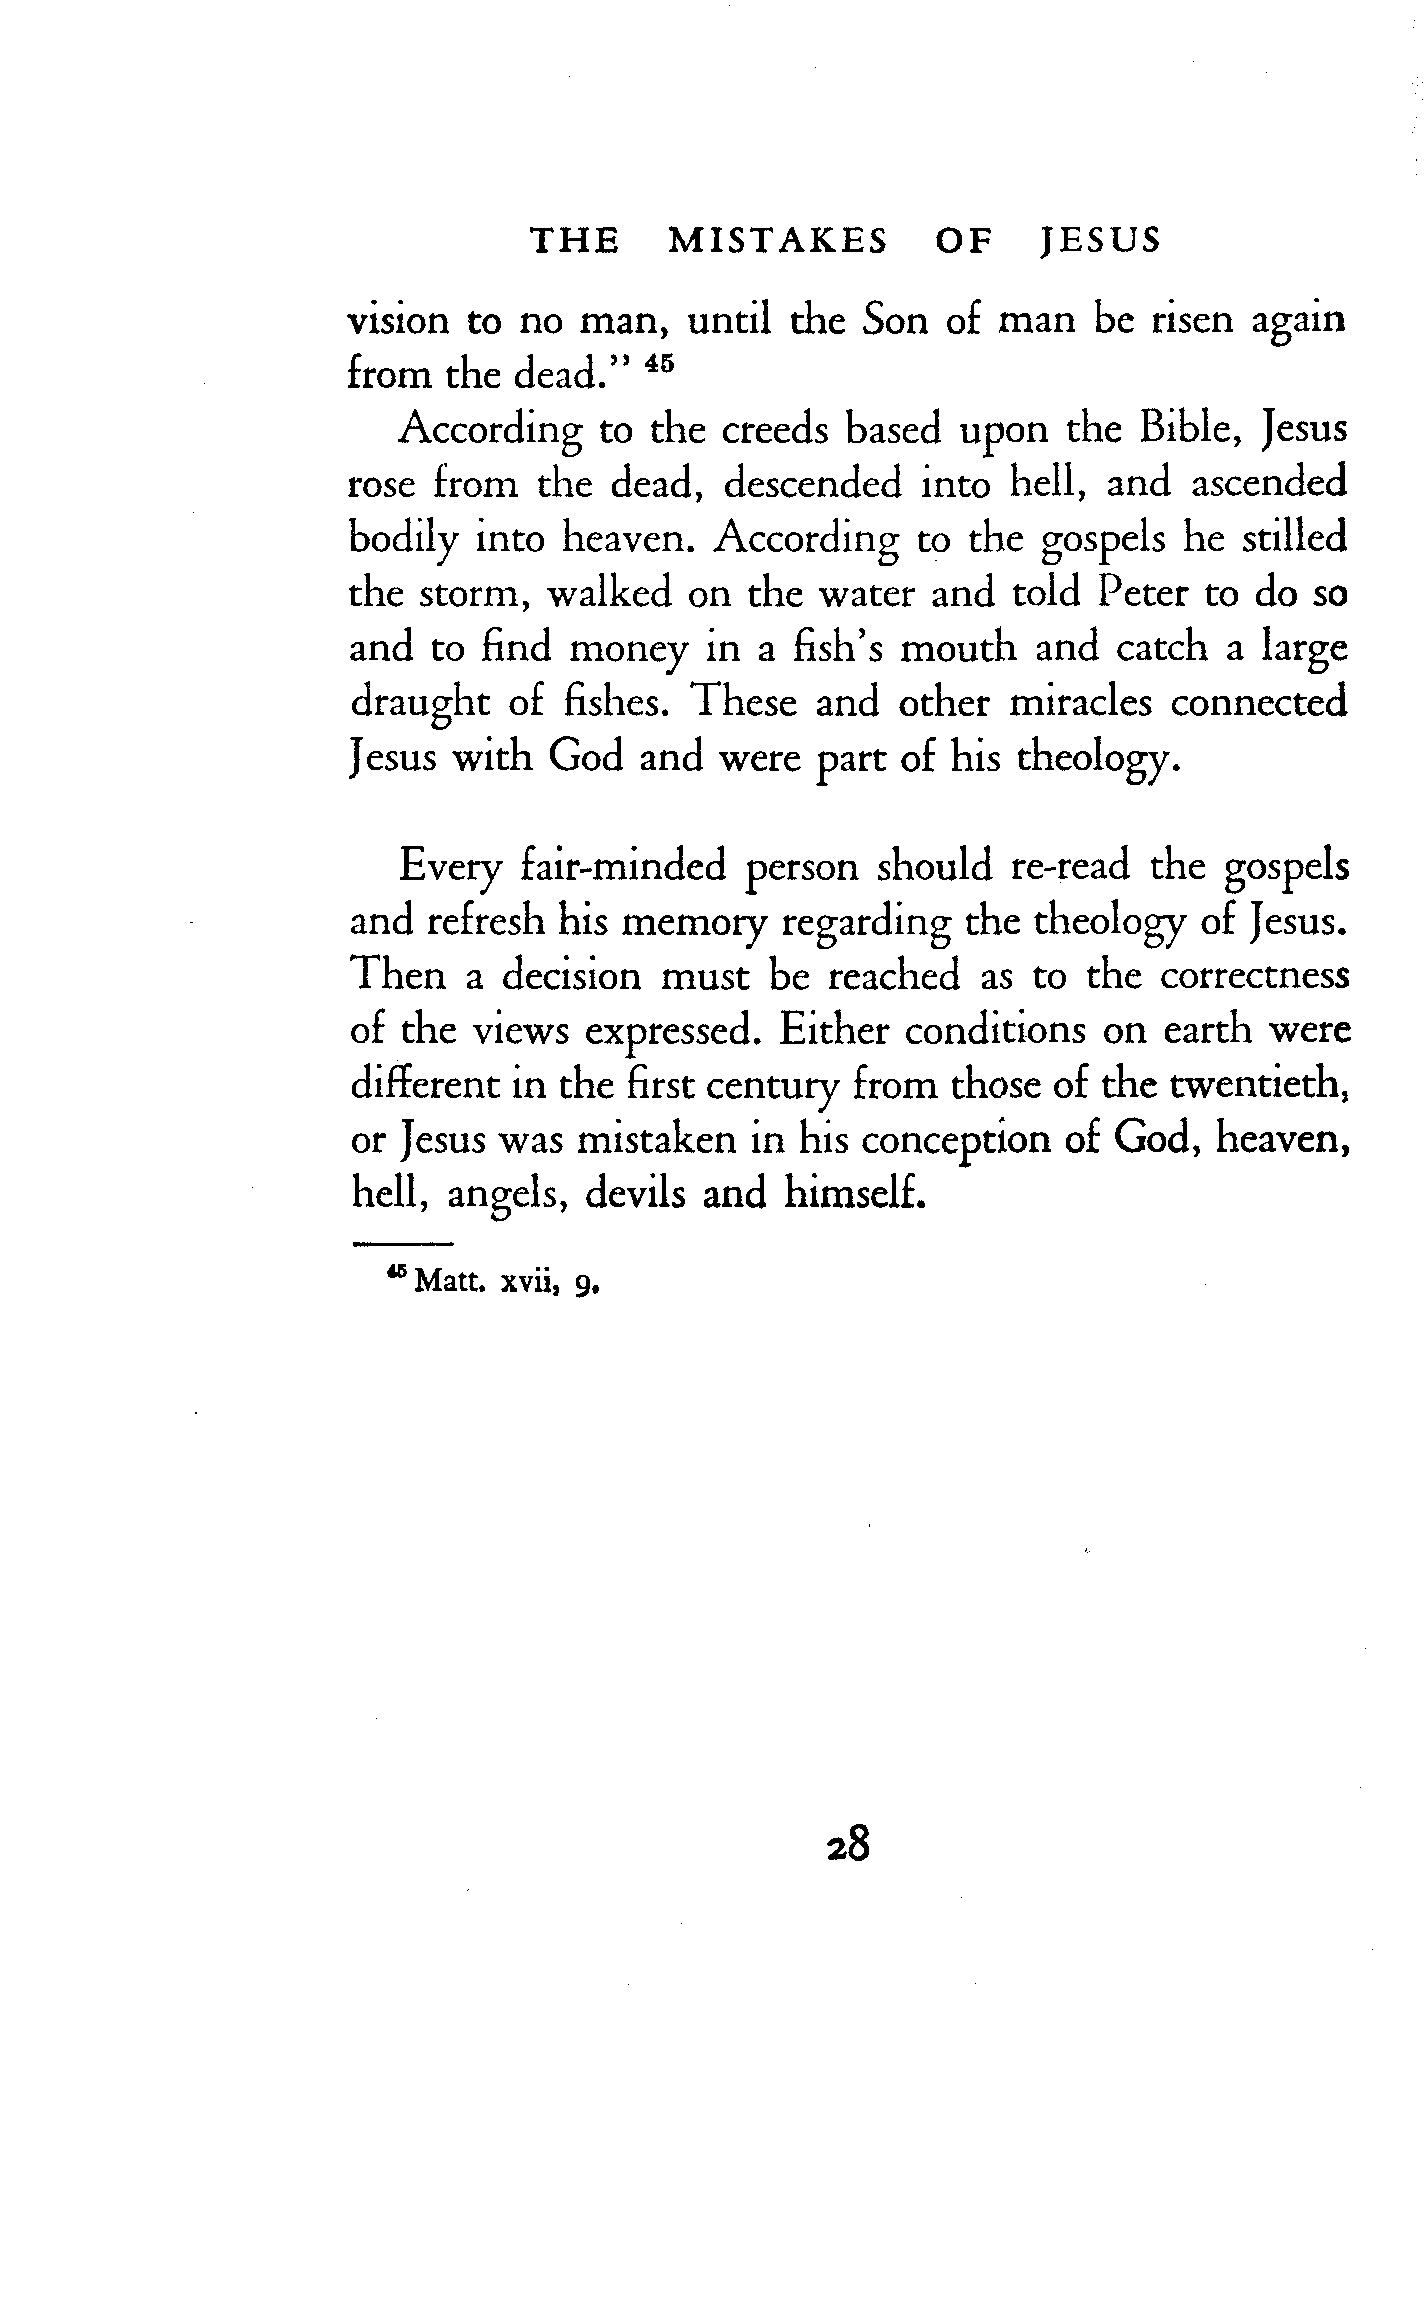 THE MISTAKES OF JESUS
vision to no man, until the Son of man be risen again
from the dead.” 45
According to the creeds based upon the Bible, Jesus
rose from the dead, descended into hell, and ascended
bodily into heaven. According to the gospels he stilled
the storm, walked on the water and told Peter to do so
and to find money in a fish’s mouth and catch a large
draught of fishes. These and other miracles connected
Jesus with God and were part of his theology.
Every fair-minded person should re-read the gospels
and refresh his memory regarding the theology of Jesus.
Then a decision must be reached as to the correctness
of the views expressed. Either conditions on earth were
different in the first century from those of the twentieth,
or Jesus was mistaken in his conception of God, heaven,
hell, angels, devils and himself.
45 Matt. xvii, 9.
28